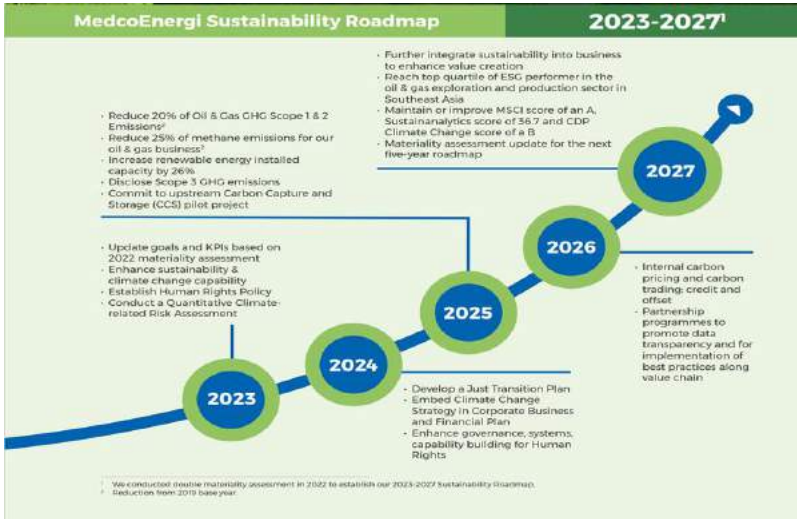 MedcoEnergi Sustainability Roadmap
2023-2027¹
· Further integrate sustainability into business
to enhance value creation
· Reach top quartile of ESG performer in the
oil & gas exploration and production sector in
Southeast Asia
· Maintain or improve MSCI score of an A,
Sustainanalytics score of 36.7 and CDP
Climate Change score of a B
· Materiality assessment update for the next
five-year roadmap
· Reduce 20% of Oil & Gas GHG Scope 1 & 2
Emissions²
· Reduce 25% of methane emissions for our
oil & gas business²
· Increase renewable energy installed
capacity by 26%
· Disclose Scope 3 GHG emissions
· Commit to upstream Carbon Capture and
Storage (CCS) pilot project
2027
2026
· Update goals and KPIs based on
2022 materiality assessment
· Enhance sustainability &
climate change capability
· Establish Human Rights Policy
· Conduct a Quantitative Climate-
related Risk Assessment
2025
· Internal carbon
pricing and carbon
trading: credit and
offset
· Partnership
programmes to
promote data
transparency and for
implementation of
best practices along
value chain
2024
2023
· Develop a Just Transition Plan
· Embed Climate Change
Strategy in Corporate Business
and Financial Plan
· Enhance governance, systems,
capability building for Human
Rights
¹ We conducted double materiality assessment in 2022 to establish our 2023-2027 Sustainability Roadmap.
² Reduction from 2019 base year